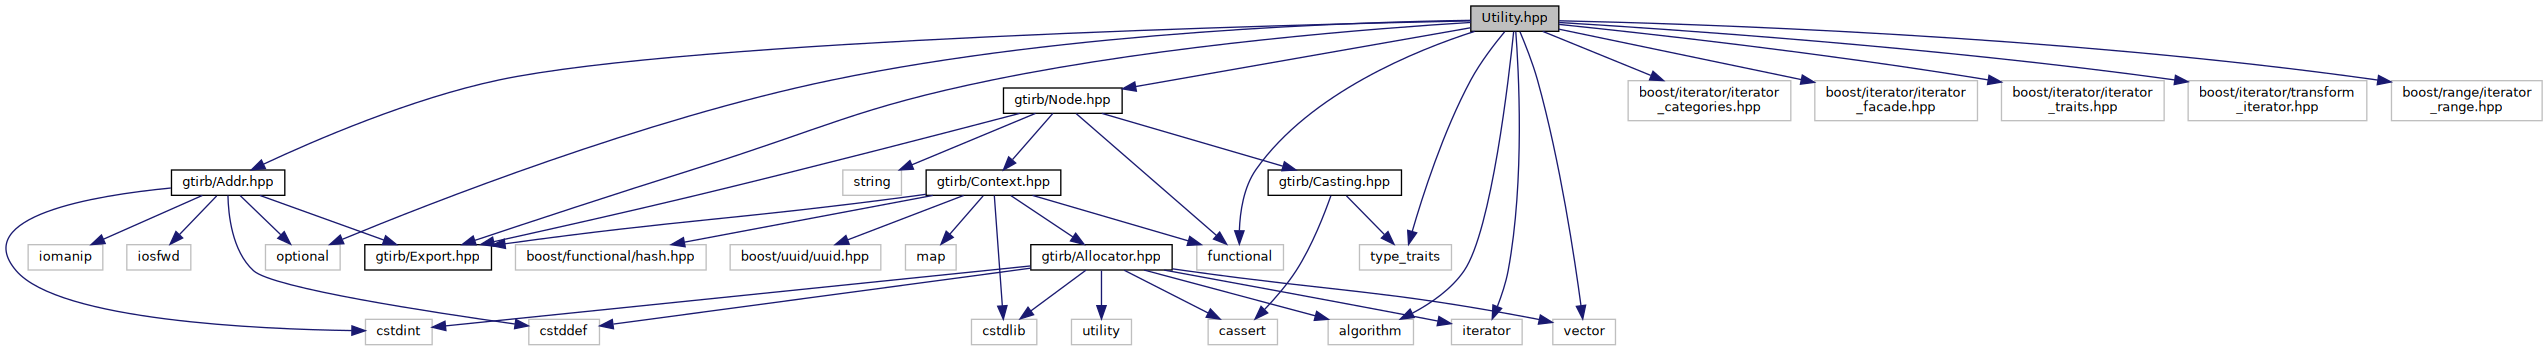 Utility.hpp
boost/iterator/iterator
_categories.hpp
boost/iterator/iterator
_facade.hpp
boost/iterator/iterator
_traits.hpp
boost/iterator/transform
_iterator.hpp
boost/range/iterator
_range.hpp
gtirb/Node.hpp
gtirb/Addr.hpp
string
gtirb/Context.hpp
gtirb/Casting.hpp
iomanip
iosfwd
optional
gtirb/Export.hpp
boost/functional/hash.hpp
boost/uuid/uuid.hpp
map
gtirb/Allocator.hpp
functional
type_traits
cstdint
cstddef
cstdlib
utility
cassert
algorithm
iterator
vector